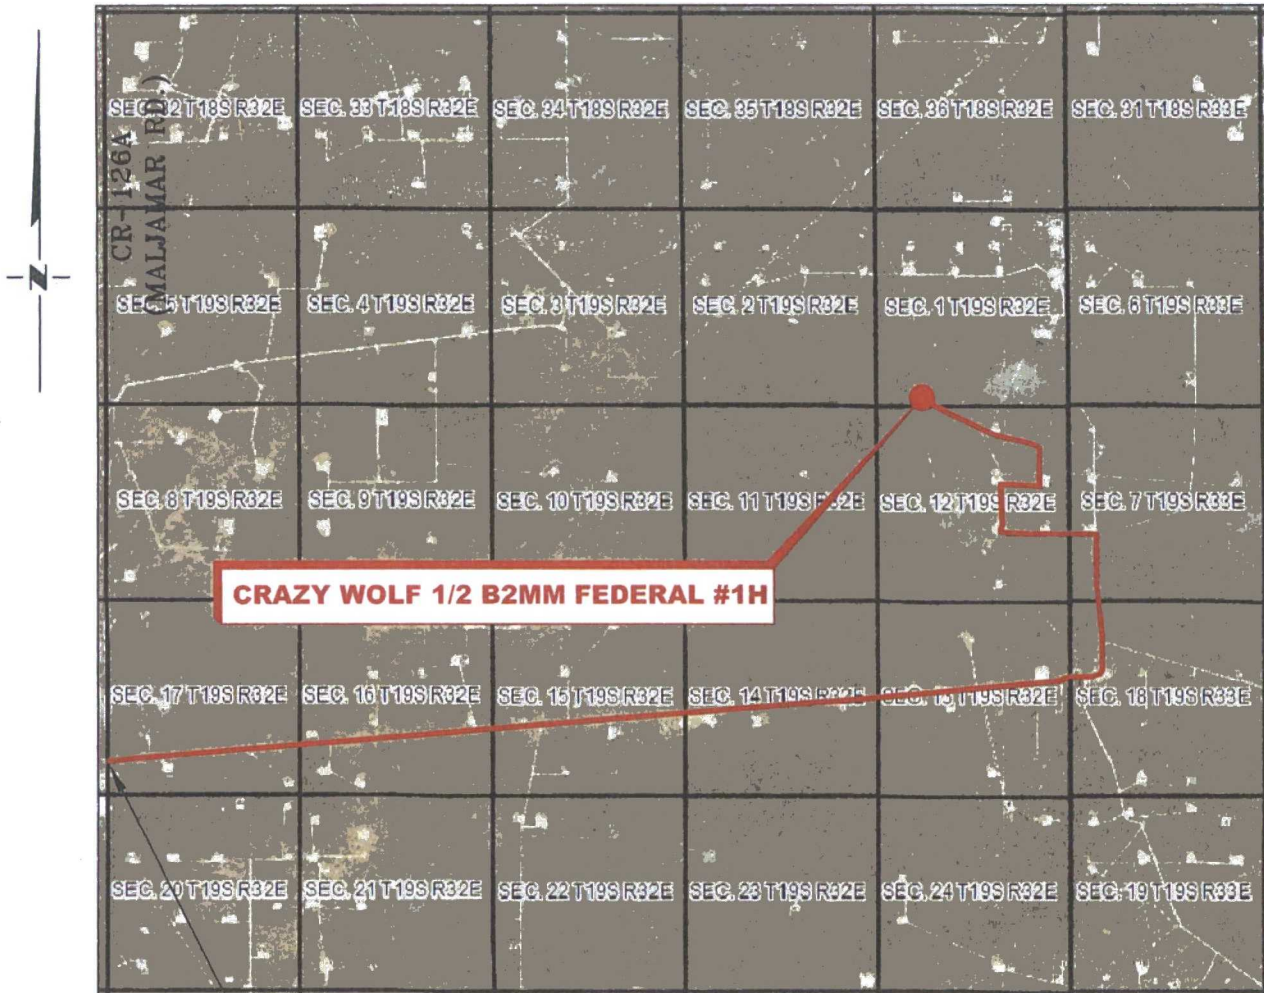 SEC. 32 T18S R32E
SEC. 33 T18S R32E
SEC. 34 T18S R32E
SEC. 35 T18S R32E
SEC. 36 T18S R32E
SEC. 31 T18S R33E
CR-126A
(MALJAMAR RD.)
N
SEC. 5 T19S R32E
SEC. 4 T19S R32E
SEC. 3 T19S R32E
SEC. 2 T19S R32E
SEC. 1 T19S R32E
SEC. 6 T19S R33E
SEC. 8 T19S R32E
SEC. 9 T19S R32E
SEC. 10 T19S R32E
SEC. 11 T19S R32E
SEC. 12 T19S R32E
SEC. 7 T19S R33E
CRAZY WOLF 1/2 B2MM FEDERAL #1H
SEC. 17 T19S R32E
SEC. 16 T19S R32E
SEC. 15 T19S R32E
SEC. 14 T19S R32E
SEC. 13 T19S R32E
SEC. 18 T19S R33E
SEC. 20 T19S R32E
SEC. 21 T19S R32E
SEC. 22 T19S R32E
SEC. 23 T19S R32E
SEC. 24 T19S R32E
SEC. 19 T19S R33E